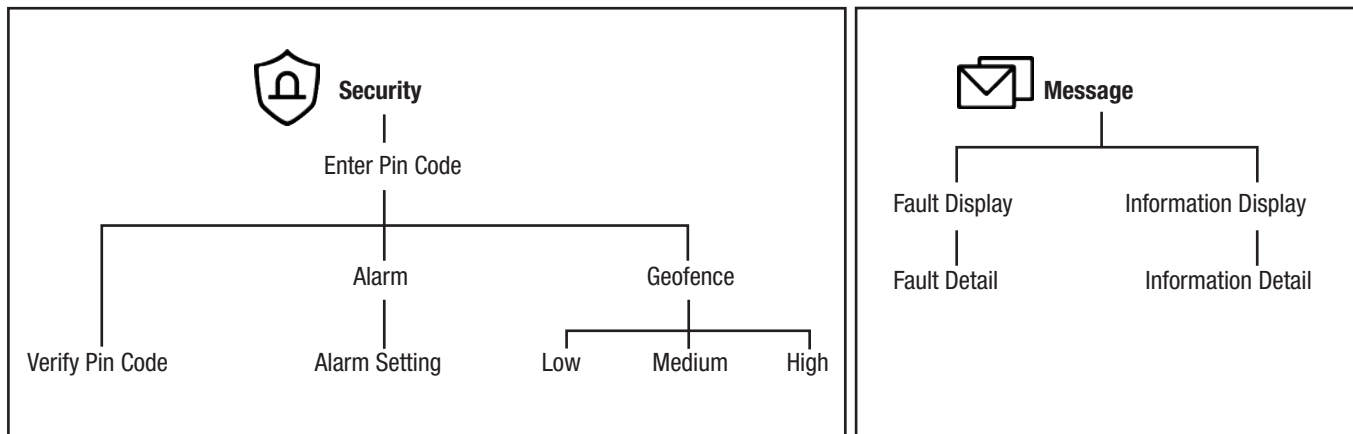 Security
Enter Pin Code
Alarm
Geofence
Verify Pin Code
Alarm Setting
Low
Medium
High
Message
Fault Display
Information Display
Fault Detail
Information Detail